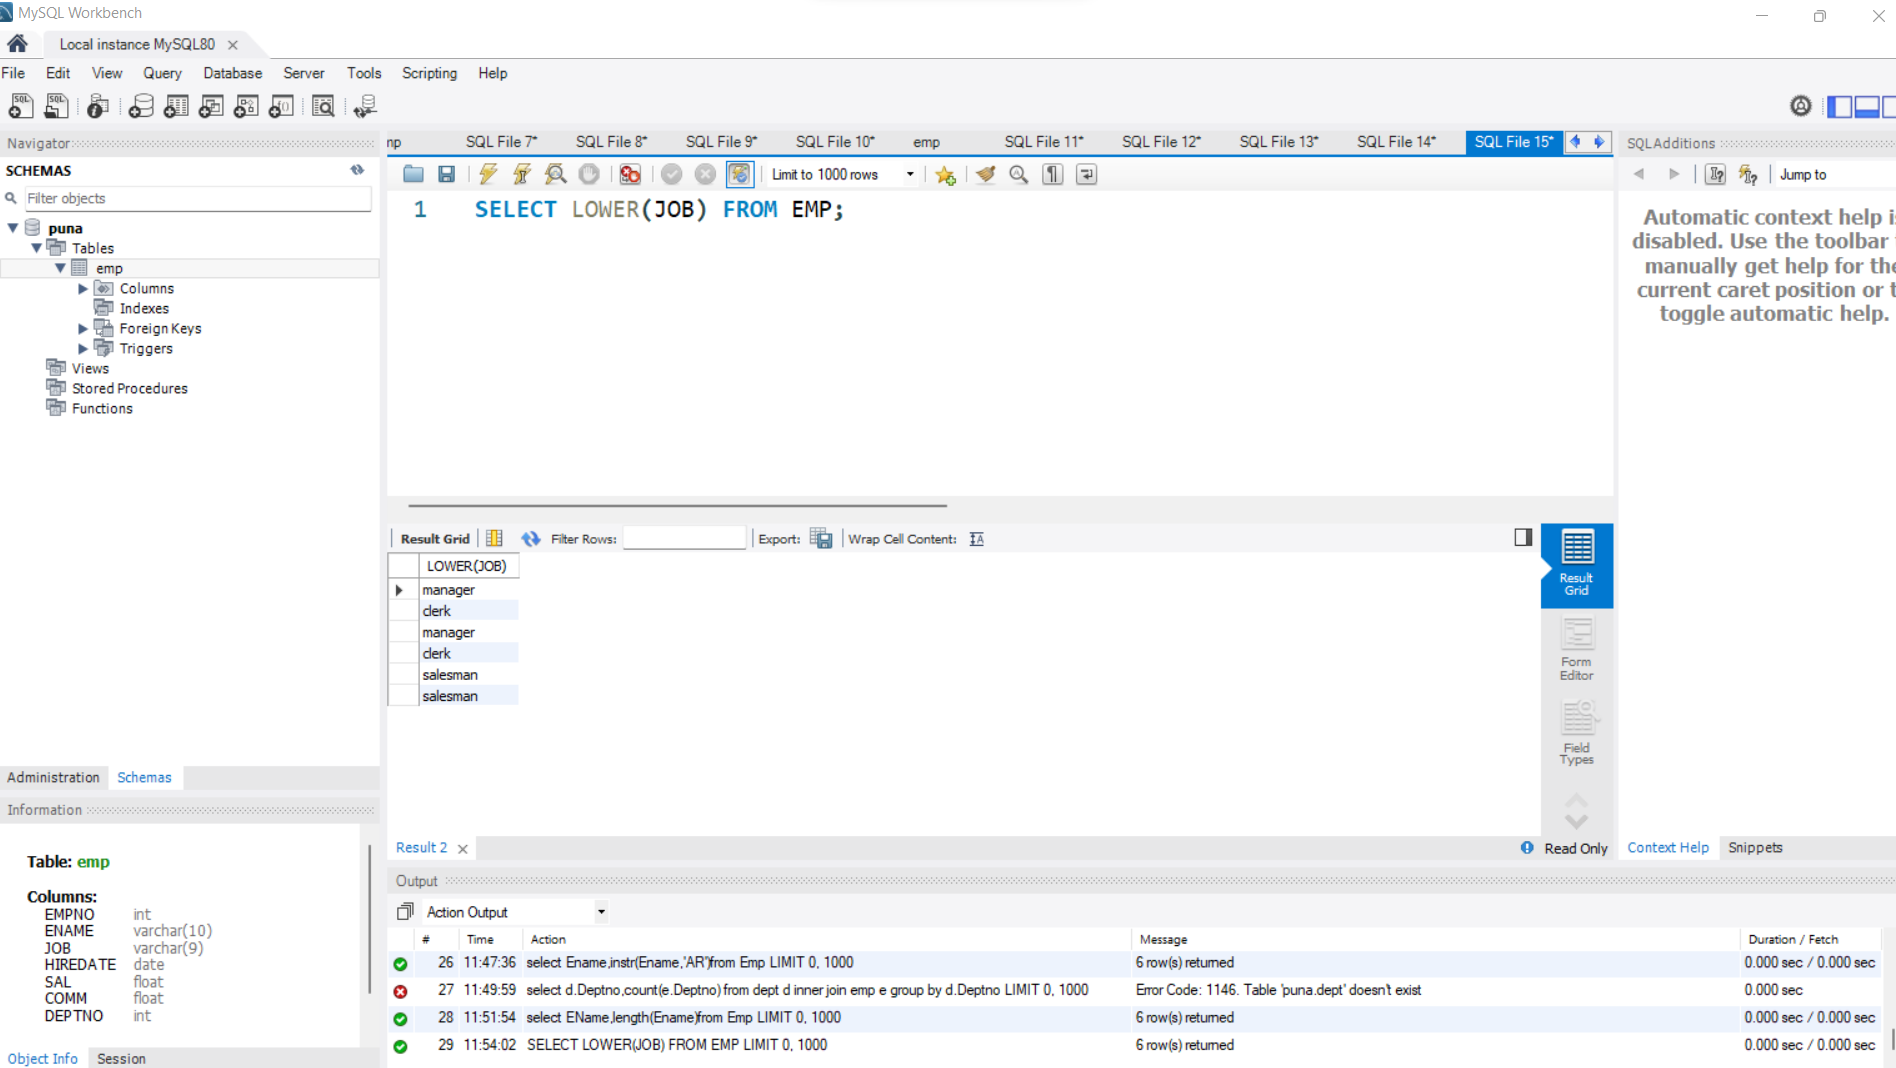 MySQL Workbench
Local instance MySQL80
File Edit View Query Database Server Tools Scripting Help
Navigator
SCHEMAS
Filter objects
puna
Tables
emp
Columns
Indexes
Foreign Keys
Triggers
Views
Stored Procedures
Functions
Administration Schemas
Information
Table: emp
Columns:
EMPNO int
ENAME varchar(10)
JOB varchar(9)
HIREDATE date
SAL float
COMM float
DEPTNO int
Object Info Session
mp SQL File 7* SQL File 8* SQL File 9* SQL File 10* emp SQL File 11* SQL File 12* SQL File 13* SQL File 14* SQL File 15*
Limit to 1000 rows
1 SELECT LOWER(JOB) FROM EMP;
Result Grid Filter Rows: Export: Wrap Cell Content:
LOWER(JOB)
manager
clerk
manager
clerk
salesman
salesman
Result
Grid
Form
Editor
Field
Types
Result 2
Read Only
SQLAdditions
Jump to
Automatic context help is
disabled. Use the toolbar
manually get help for the
current caret position or t
toggle automatic help.
Context Help Snippets
Output
Action Output
# Time Action Message Duration / Fetch
26 11:47:36 select Ename,instr(Ename,'AR')from Emp LIMIT 0, 1000 6 row(s) returned 0.000 sec / 0.000 sec
27 11:49:59 select d.Deptno,count(e.Deptno) from dept d inner join emp e group by d.Deptno LIMIT 0, 1000 Error Code: 1146. Table 'puna.dept' doesn't exist 0.000 sec
28 11:51:54 select EName,length(Ename)from Emp LIMIT 0, 1000 6 row(s) returned 0.000 sec / 0.000 sec
29 11:54:02 SELECT LOWER(JOB) FROM EMP LIMIT 0, 1000 6 row(s) returned 0.000 sec / 0.000 sec